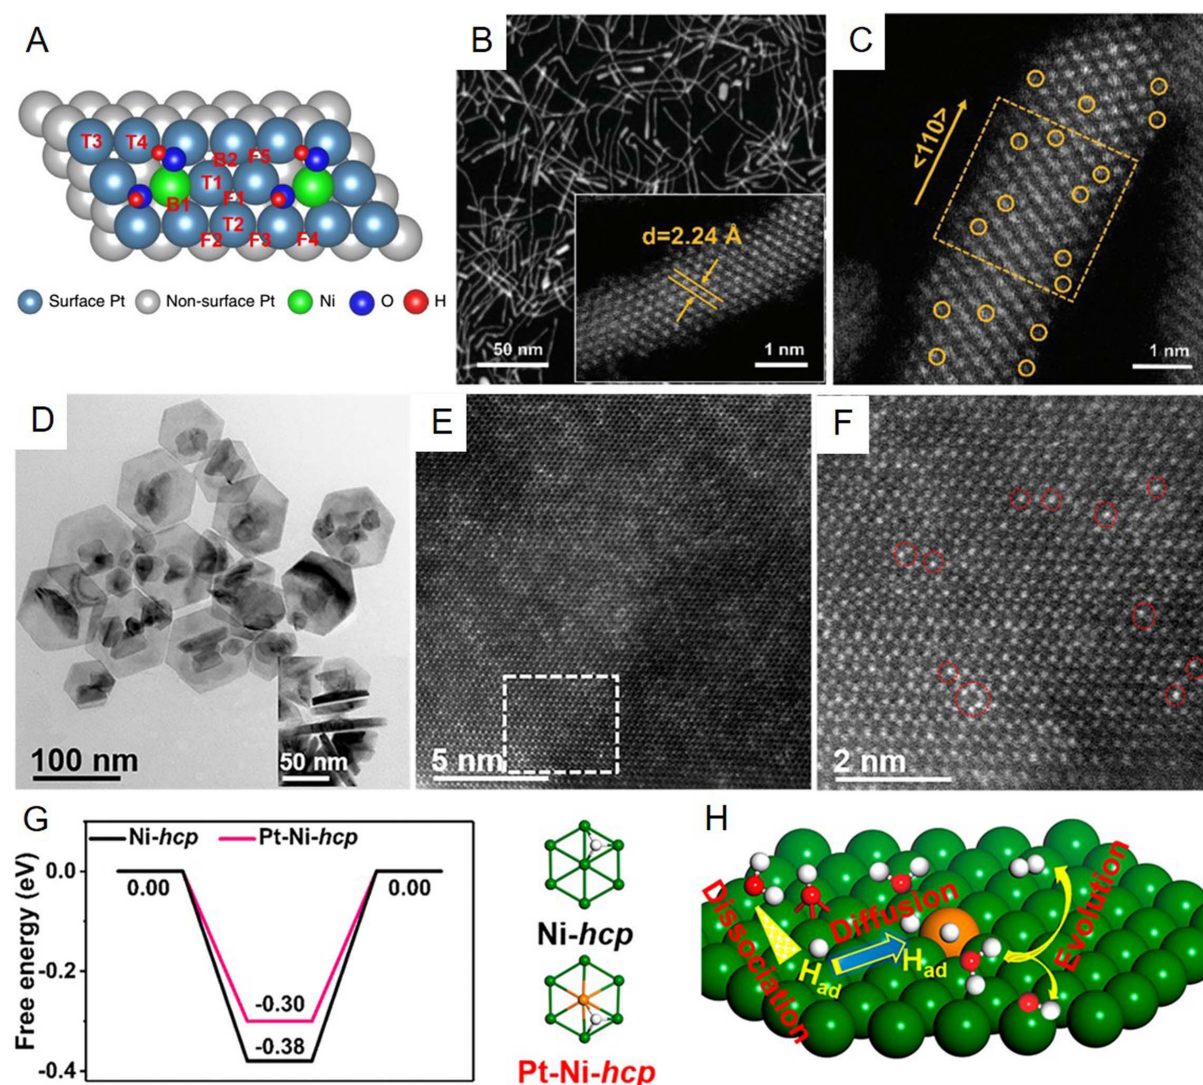 A
T3
T4
B2
F5
T1
F1
B1
T2
F2
F3
F4
Surface Pt
Non-surface Pt
Ni
O
H
B
d=2.24 Å
50 nm
1 nm
C
<110>
1 nm
D
100 nm
50 nm
E
5 nm
F
2 nm
G
Ni-hcp
Pt-Ni-hcp
Free energy (eV)
0.0
-0.2
-0.4
0.00
0.00
-0.30
-0.38
Ni-hcp
Pt-Ni-hcp
H
Dissociation
Diffusion
Evolution
Had
Had